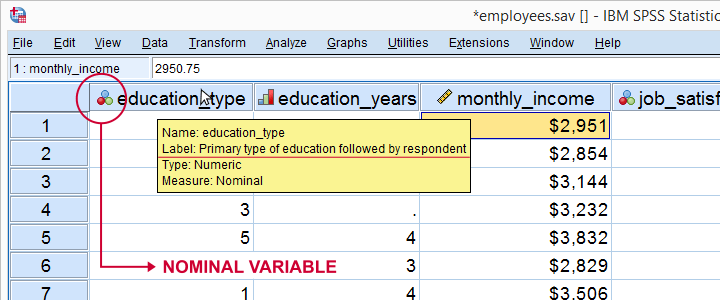 *employees.sav [] - IBM SPSS Statistic
File Edit View Data Transform Analyze Graphs Utilities Extensions Window Help
1 : monthly_income 2950.75
education_type education_years monthly_income job_satisf
1 $2,951
Name: education_type
Label: Primary type of education followed by respondent
Type: Numeric
Measure: Nominal
2 $2,854
3 $3,144
4 3 . $3,232
5 5 4 $3,832
6 3 $2,829
NOMINAL VARIABLE
7 1 4 $3,506